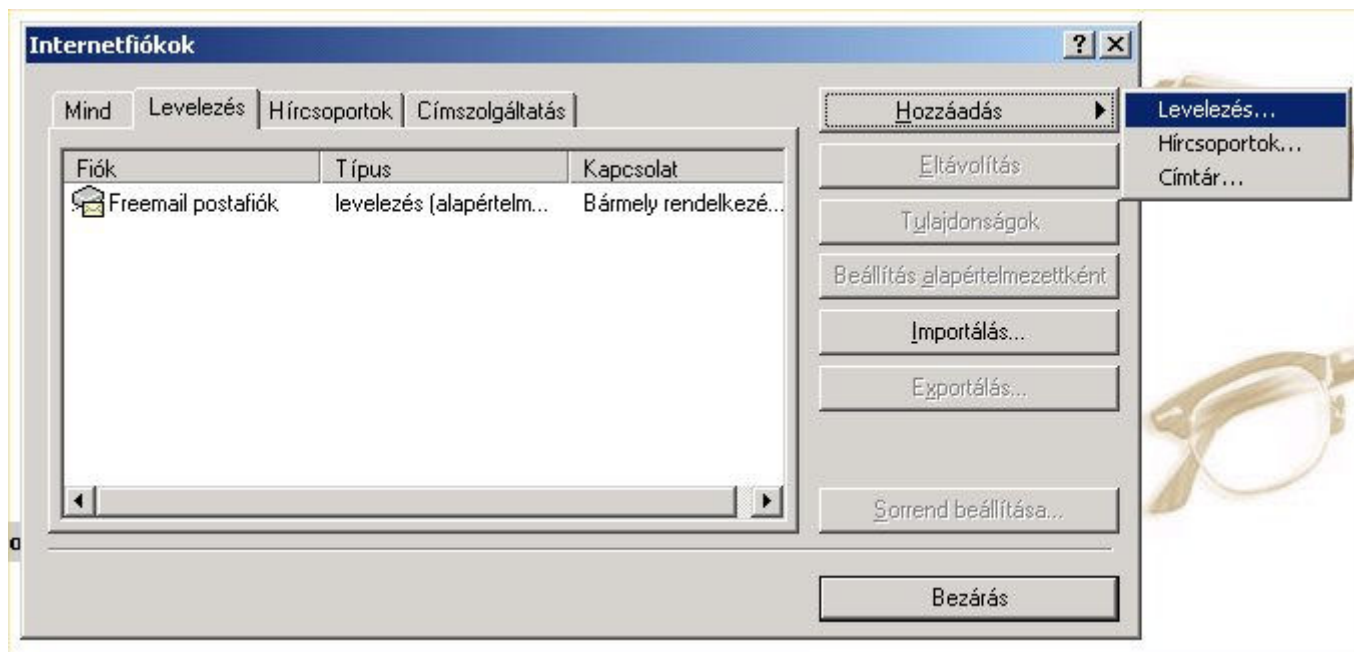 Internetfiókok
Mind Levelezés Hírcsoportok Címszolgáltatás
Fiók Típus Kapcsolat
Freemail postafiók levelezés (alapértelm... Bármely rendelkezé...
Hozzáadás
Eltávolítás
Tulajdonságok
Beállítás alapértelmezettként
Importálás...
Exportálás...
Sorrend beállítása...
Bezárás
Levelezés...
Hírcsoportok...
Címtár...